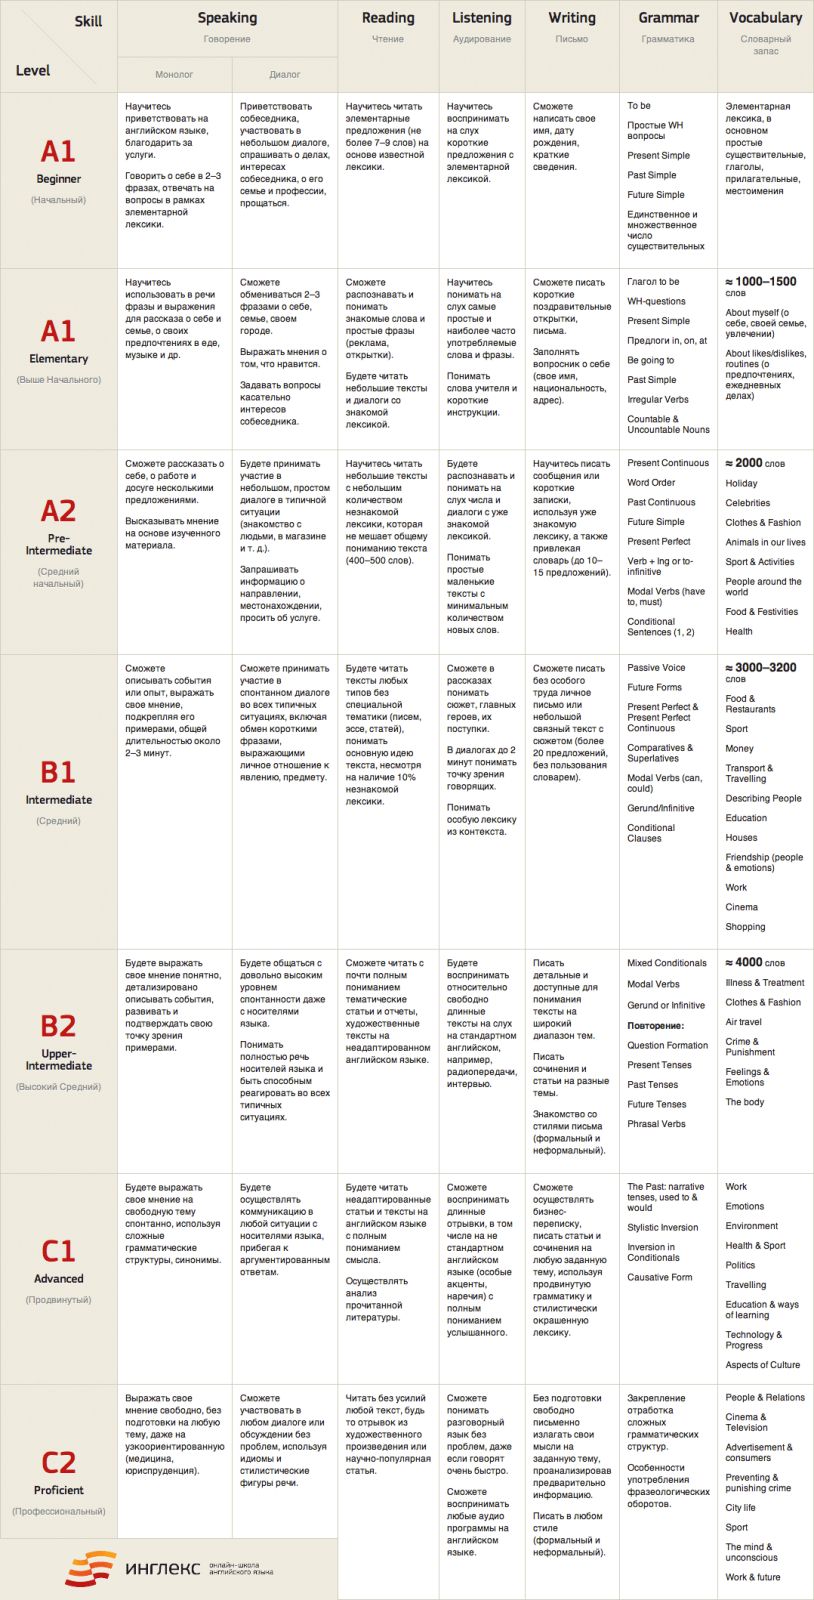 Skill
Level
Speaking
Говорение
Монолог
Диалог
Reading
Чтение
Listening
Аудирование
Writing
Письмо
Grammar
Грамматика
Vocabulary
Словарный
запас
A1
Beginner
(Начальный)
Научитесь
приветствовать на
английском языке,
благодарить за
услуги.
Говорить о себе в 2–3
фразах, отвечать на
вопросы в рамках
элементарной
лексики.
Приветствовать
собеседника,
участвовать в
небольшом диалоге,
спрашивать о делах,
интересах
собеседника, о его
семье и профессии,
прощаться.
Научитесь читать
элементарные
предложения (не
более 7–9 слов) на
основе известной
лексики.
Научитесь
воспринимать
на слух
короткие
предложения с
элементарной
лексикой.
Сможете
написать свое
имя, дату
рождения,
краткие
сведения.
To be
Простые WH
вопросы
Present Simple
Past Simple
Future Simple
Единственное и
множественное
число
существительных
Элементарная
лексика, в
основном
простые
существительные,
глаголы,
прилагательные,
местоимения
A1
Elementary
(Выше Начального)
Научитесь
использовать в речи
фразы и выражения
для рассказа о себе и
семье, о своих
предпочтениях в еде,
музыке и др.
Сможете
обмениваться 2–3
фразами о себе,
семье, своем
городе.
Выражать мнения о
том, что нравится.
Задавать вопросы
касательно
интересов
собеседника.
Сможете
распознавать и
понимать
знакомые слова и
простые фразы
(реклама,
открытки).
Будете читать
небольшие тексты
и диалоги со
знакомой
лексикой.
Научитесь
понимать на
слух самые
простые и
наиболее часто
употребляемые
слова и фразы.
Понимать
слова учителя и
короткие
инструкции.
Сможете писать
короткие
поздравительные
открытки,
письма.
Заполнять
вопросник о себе
(свое имя,
национальность,
адрес).
Глагол to be
WH-questions
Present Simple
Предлоги in, on, at
Be going to
Past Simple
Irregular Verbs
Countable &
Uncountable Nouns
≈ 1000–1500
слов
About myself (о
себе, своей семье,
увлечении)
About likes/dislikes,
routines (о
предпочтениях,
ежедневных
делах)
A2
Pre-
Intermediate
(Средний
начальный)
Сможете рассказать о
себе, о работе и
досуге несколькими
предложениями.
Высказывать мнение
на основе изученного
материала.
Будете принимать
участие в
небольшом, простом
диалоге в типичной
ситуации
(знакомство с
людьми, в магазине
и т. д.).
Запрашивать
информацию о
направлении,
местонахождении,
просить об услуге.
Научитесь читать
небольшие тексты
с небольшим
количеством
незнакомой
лексики, которая
не мешает общему
пониманию текста
(400–500 слов).
Будете
распознавать и
понимать на
слух числа и
диалоги с уже
знакомой
лексикой.
Понимать
простые
маленькие
тексты с
минимальным
количеством
новых слов.
Научитесь писать
сообщения или
короткие
записки,
используя уже
знакомую
лексику, а также
привлекая
словарь (до 10–
15 предложений).
Present Continuous
Word Order
Past Continuous
Future Simple
Present Perfect
Verb + Ing or to-
infinitive
Modal Verbs (have
to, must)
Conditional
Sentences (1, 2)
≈ 2000 слов
Holiday
Celebrities
Clothes & Fashion
Animals in our lives
Sport & Activities
People around the
world
Food & Festivities
Health
B1
Intermediate
(Средний)
Сможете
описывать события
или опыт, выражать
свое мнение,
подкрепляя его
примерами, общей
длительностью около
2–3 минут.
Сможете принимать
участие в
спонтанном диалоге
во всех типичных
ситуациях, включая
обмен короткими
фразами,
выражающими
личное отношение к
явлению, предмету.
Будете читать
тексты любых
типов без
специальной
тематики (писем,
эссе, статей),
понимать
основную идею
текста, несмотря
на наличие 10%
незнакомой
лексики.
Сможете в
рассказах
понимать
сюжет, главных
героев, их
поступки.
В диалогах до 2
минут понимать
точку зрения
говорящих.
Понимать
особую лексику
из контекста.
Сможете писать
без особого
труда личное
письмо или
небольшой
связный текст с
сюжетом (более
20 предложений,
без пользования
словарем).
Passive Voice
Future Forms
Present Perfect &
Present Perfect
Continuous
Comparatives &
Superlatives
Modal Verbs (can,
could)
Gerund/Infinitive
Conditional
Clauses
≈ 3000–3200
слов
Food &
Restaurants
Sport
Money
Transport &
Travelling
Describing People
Education
Houses
Friendship (people
& emotions)
Work
Cinema
Shopping
B2
Upper-
Intermediate
(Высокий Средний)
Будете выражать
свое мнение понятно,
детализировано
описывать события,
развивать и
подтверждать свою
точку зрения
примерами.
Будете общаться с
довольно высоким
уровнем
спонтанности даже
с носителями
языка.
Понимать
полностью речь
носителей языка и
быть способным
реагировать во всех
типичных
ситуациях.
Сможете читать с
почти полным
пониманием
тематические
статьи и отчеты,
художественные
тексты на
неадаптированном
английском языке.
Будете
воспринимать
относительно
свободно
длинные
тексты на слух
на стандартном
английском,
например,
радиопередачи,
интервью.
Писать
детальные и
доступные для
понимания
тексты на
широкий
диапазон тем.
Писать
сочинения и
статьи на разные
темы.
Знакомство со
стилями письма
(формальный и
неформальный).
Mixed Conditionals
Modal Verbs
Gerund or Infinitive
Повторение:
Question Formation
Present Tenses
Past Tenses
Future Tenses
Phrasal Verbs
≈ 4000 слов
Illness & Treatment
Clothes & Fashion
Air travel
Crime &
Punishment
Feelings &
Emotions
The body
C1
Advanced
(Продвинутый)
Будете выражать
свое мнение на
свободную тему
спонтанно, используя
сложные
грамматические
структуры, синонимы.
Будете
осуществлять
коммуникацию в
любой ситуации с
носителями языка,
прибегая к
аргументированным
ответам.
Будете читать
неадаптированные
статьи и тексты на
английском языке
с полным
пониманием
смысла.
Осуществлять
анализ
прочитанной
литературы.
Сможете
воспринимать
длинные
отрывки, в том
числе на не
стандартном
английском
языке (особые
акценты,
наречия) с
полным
пониманием
услышанного.
Сможете
осуществлять
бизнес-
переписку,
писать статьи и
сочинения на
любую заданную
тему, используя
продвинутую
грамматику и
стилистически
окрашенную
лексику.
The Past: narrative
tenses, used to &
would
Stylistic Inversion
Inversion in
Conditionals
Causative Form
Work
Emotions
Environment
Health & Sport
Politics
Travelling
Education & ways
of learning
Technology &
Progress
Aspects of Culture
C2
Proficient
(Профессиональный)
Выражать свое
мнение свободно, без
подготовки на любую
тему, даже на
узкоориентированную
(медицина,
юриспруденция).
Сможете
участвовать в
любом диалоге или
обсуждении без
проблем, используя
идиомы и
стилистические
фигуры речи.
Читать без усилий
любой текст, будь
то отрывок из
художественного
произведения или
научно-популярная
статья.
Сможете
понимать
разговорный
язык без
проблем, даже
если говорят
очень быстро.
Сможете
воспринимать
любые аудио
программы на
английском
языке.
Без подготовки
свободно
письменно
излагать свои
мысли на
заданную тему,
проанализировав
предварительно
информацию.
Писать в любом
стиле
(формальный и
неформальный).
Закрепление
отработка
сложных
грамматических
структур.
Особенности
употребления
фразеологических
оборотов.
People & Relations
Cinema &
Television
Advertisement &
consumers
Preventing &
punishing crime
City life
Sport
The mind &
unconscious
Work & future
инглекс
онлайн-школа
английского языка